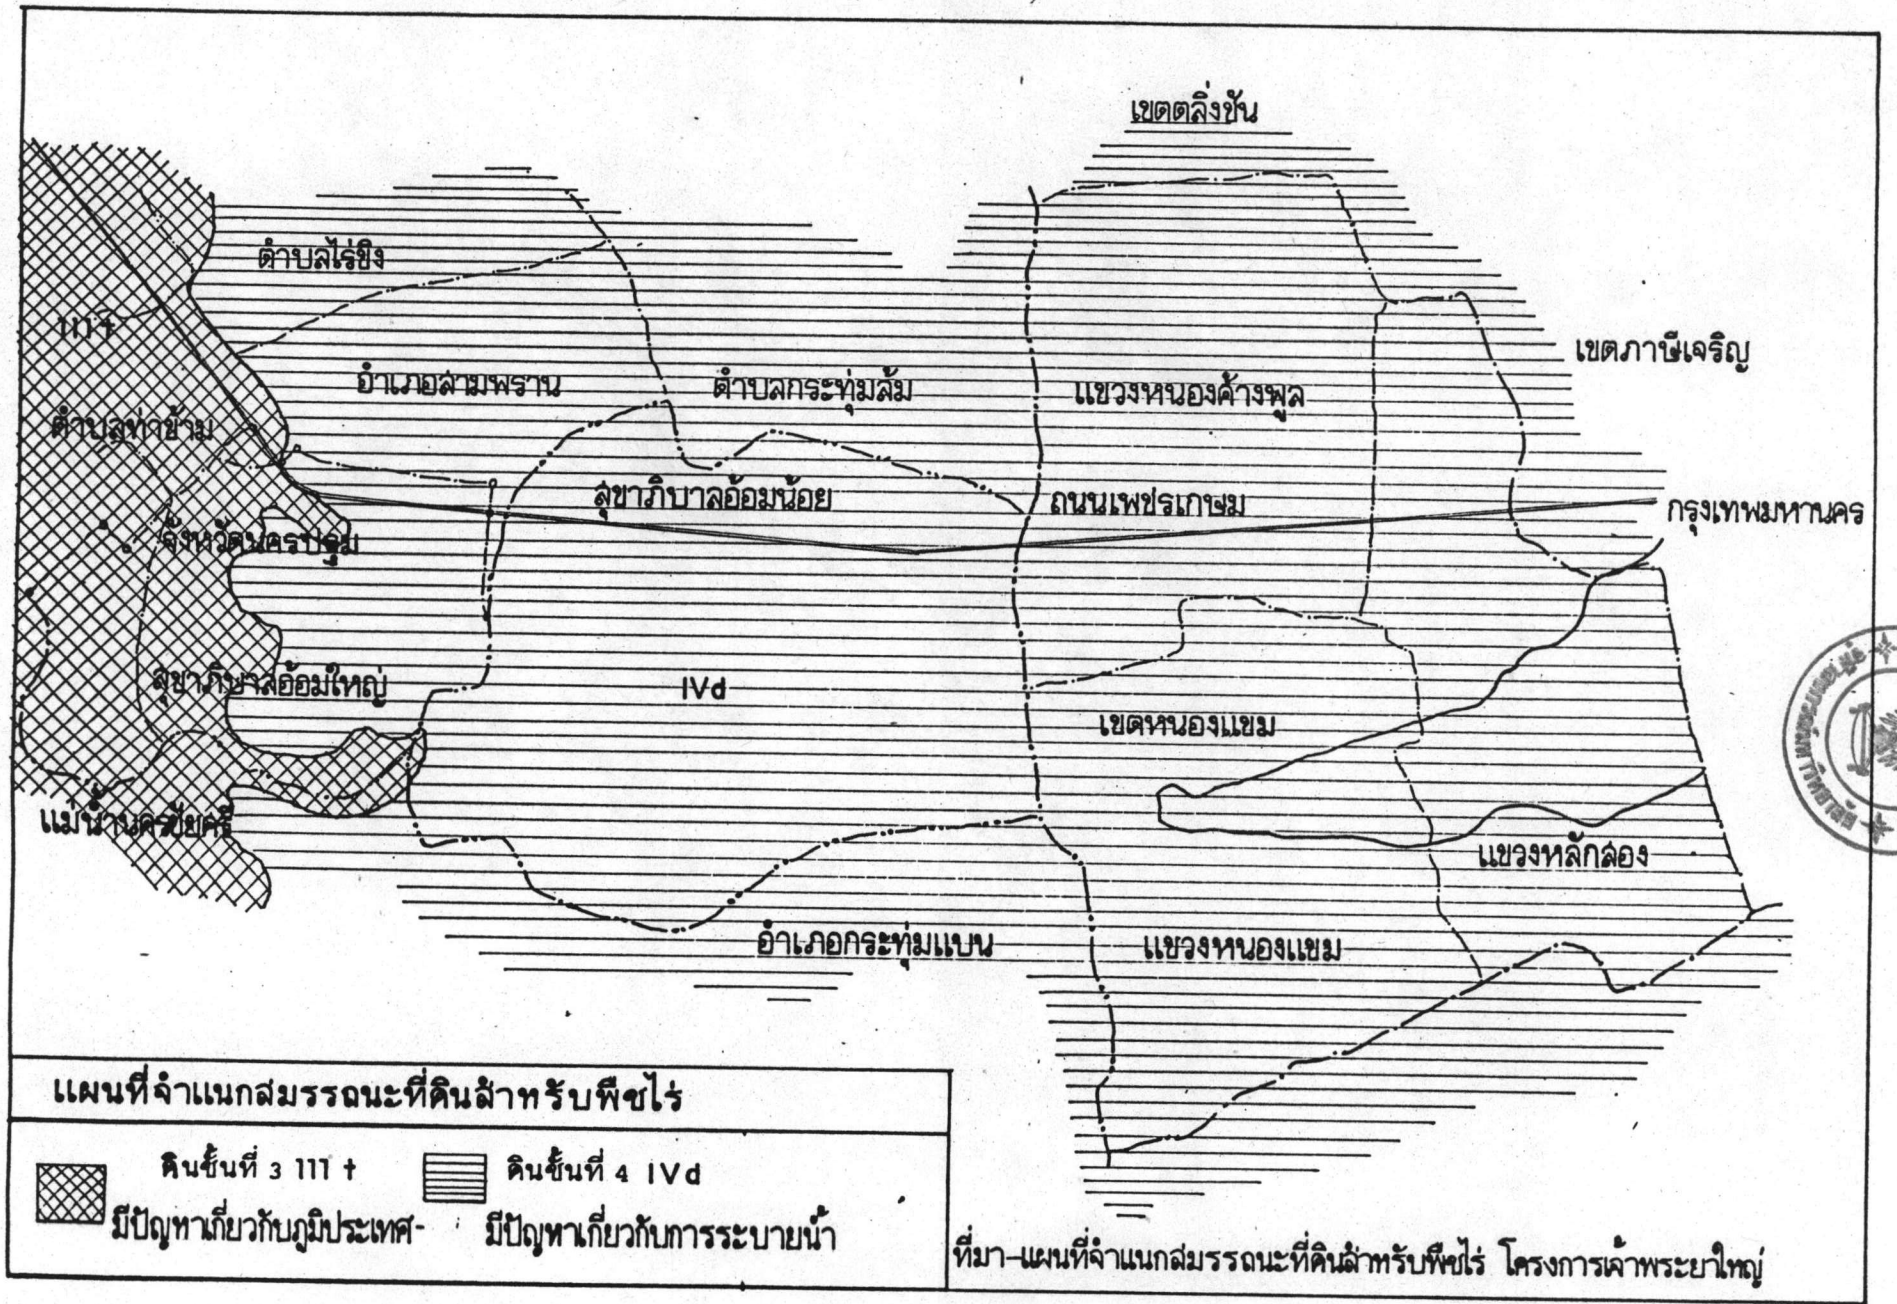 เขตตลิ่งชัน
ตำบลไร่ขิง
เขตภาษีเจริญ
III t
อำเภอสามพราน
ตำบลกระทุ่มล้ม
แขวงหนองค้างพูล
ตำบลท่าข้าม
สุขาภิบาลอ้อมน้อย
ถนนเพชรเกษม
กรุงเทพมหานคร
จังหวัดนครปฐม
สุขาภิบาลอ้อมใหญ่
IVd
เขตหนองแขม
แม่น้ำนครชัยศรี
แขวงหลักสอง
อำเภอกระทุ่มแบน
แขวงหนองแขม
แผนที่จำแนกสมรรถนะที่ดินสำหรับพืชไร่
ดินชั้นที่ 3 III t
มีปัญหาเกี่ยวกับภูมิประเทศ-
ดินชั้นที่ 4 IVd
มีปัญหาเกี่ยวกับการระบายน้ำ
ที่มา-แผนที่จำแนกสมรรถนะที่ดินสำหรับพืชไร่ โครงการเจ้าพระยาใหญ่